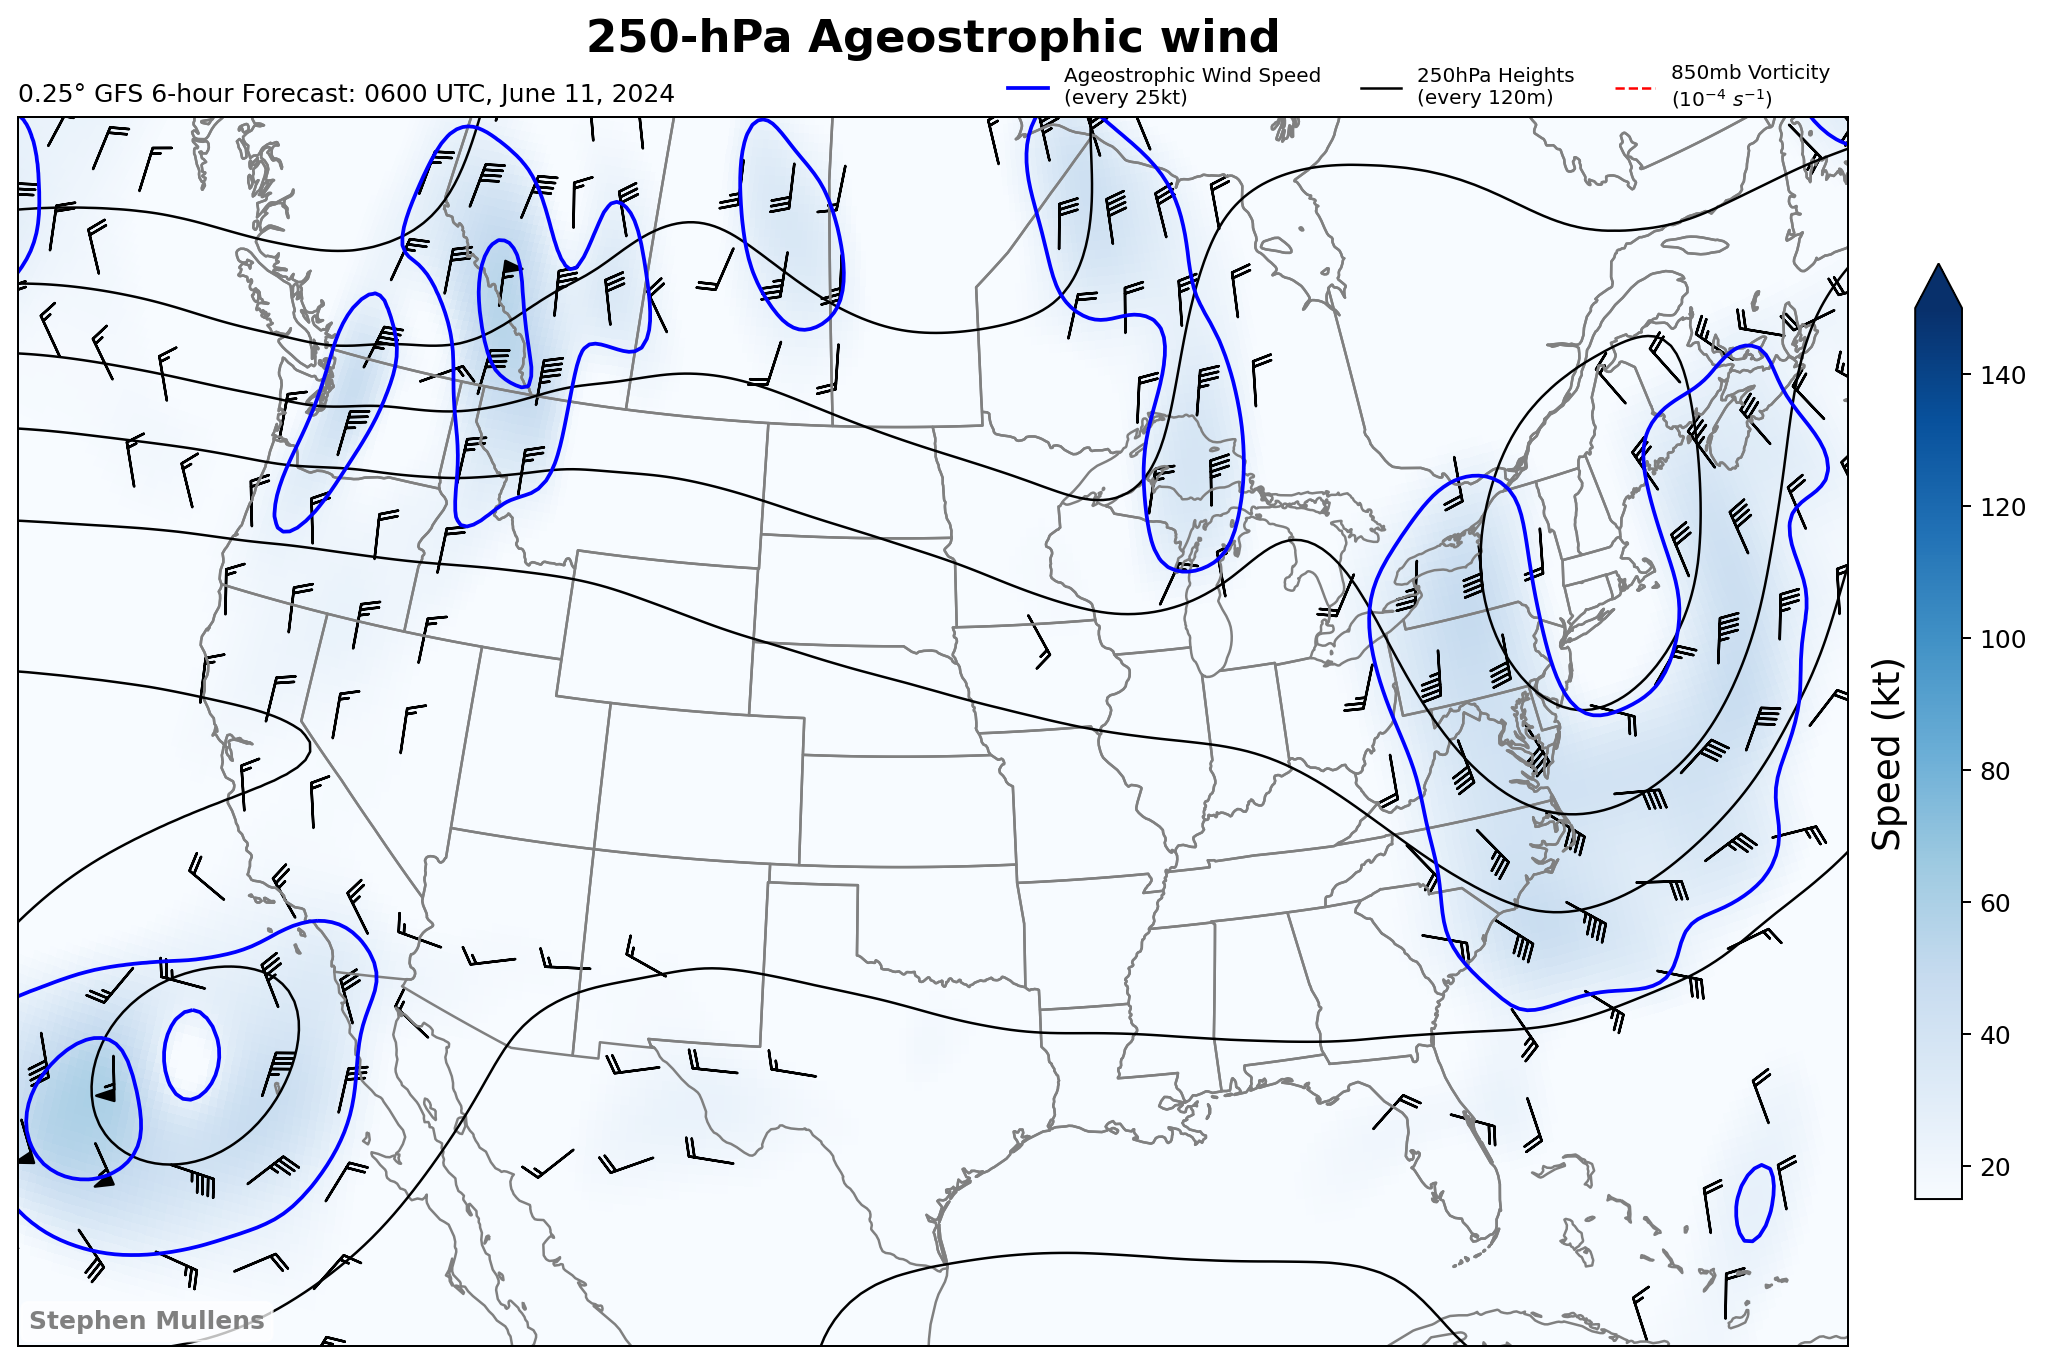 250-hPa Ageostrophic wind
0.25° GFS 6-hour Forecast: 0600 UTC, June 11, 2024
Ageostrophic Wind Speed
(every 25kt)
250hPa Heights
(every 120m)
850mb Vorticity
(10⁻⁴ s⁻¹)
140
120
100
80
60
40
20
Speed (kt)
Stephen Mullens